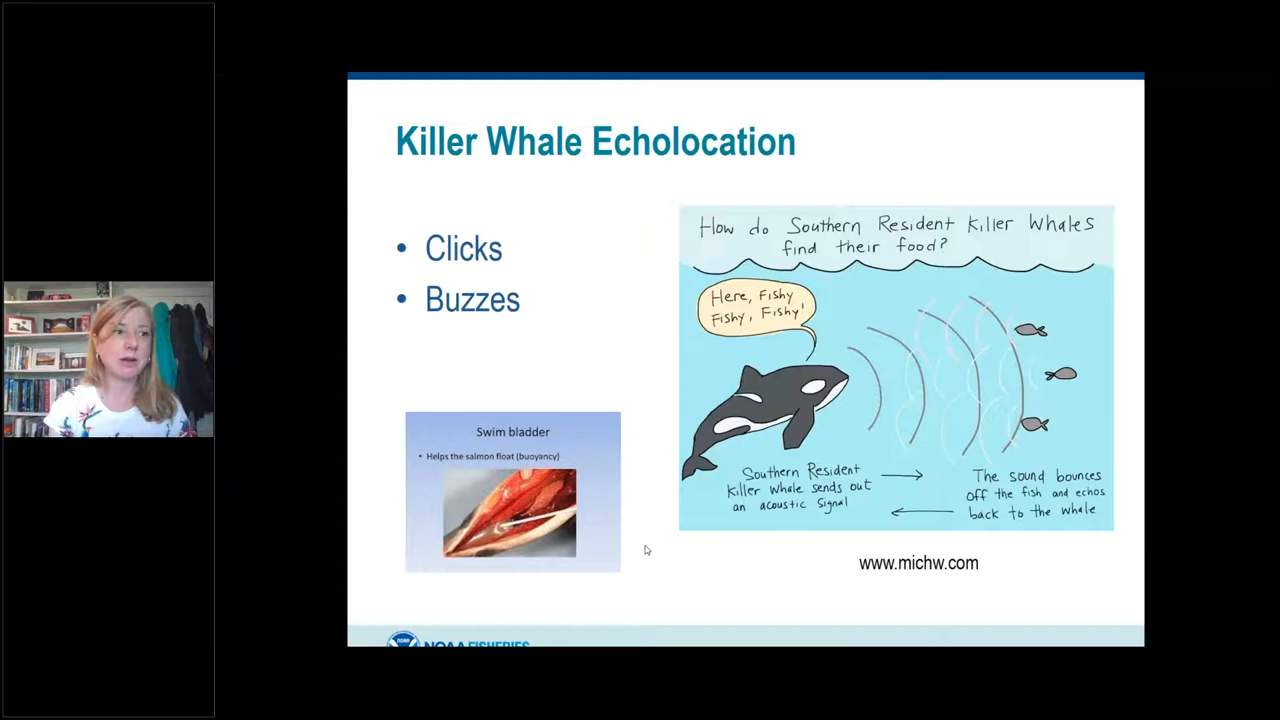 Killer Whale Echolocation
• Clicks
• Buzzes
Swim bladder
• Helps the salmon float (buoyancy)
How do Southern Resident Killer Whales
find their food?
Here, Fishy
Fishy, Fishy!
Southern Resident
Killer Whale sends out
an acoustic signal
The sound bounces
off the fish and echos
back to the whale
www.michw.com
NOAA FISHERIES